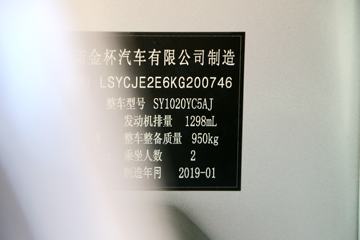 金杯汽车有限公司制造
LSYCJE2E6KG200746
整车型号 SY1020YC5AJ
发动机排量 1298mL
整车整备质量 950kg
乘坐人数 2
制造年月 2019-01